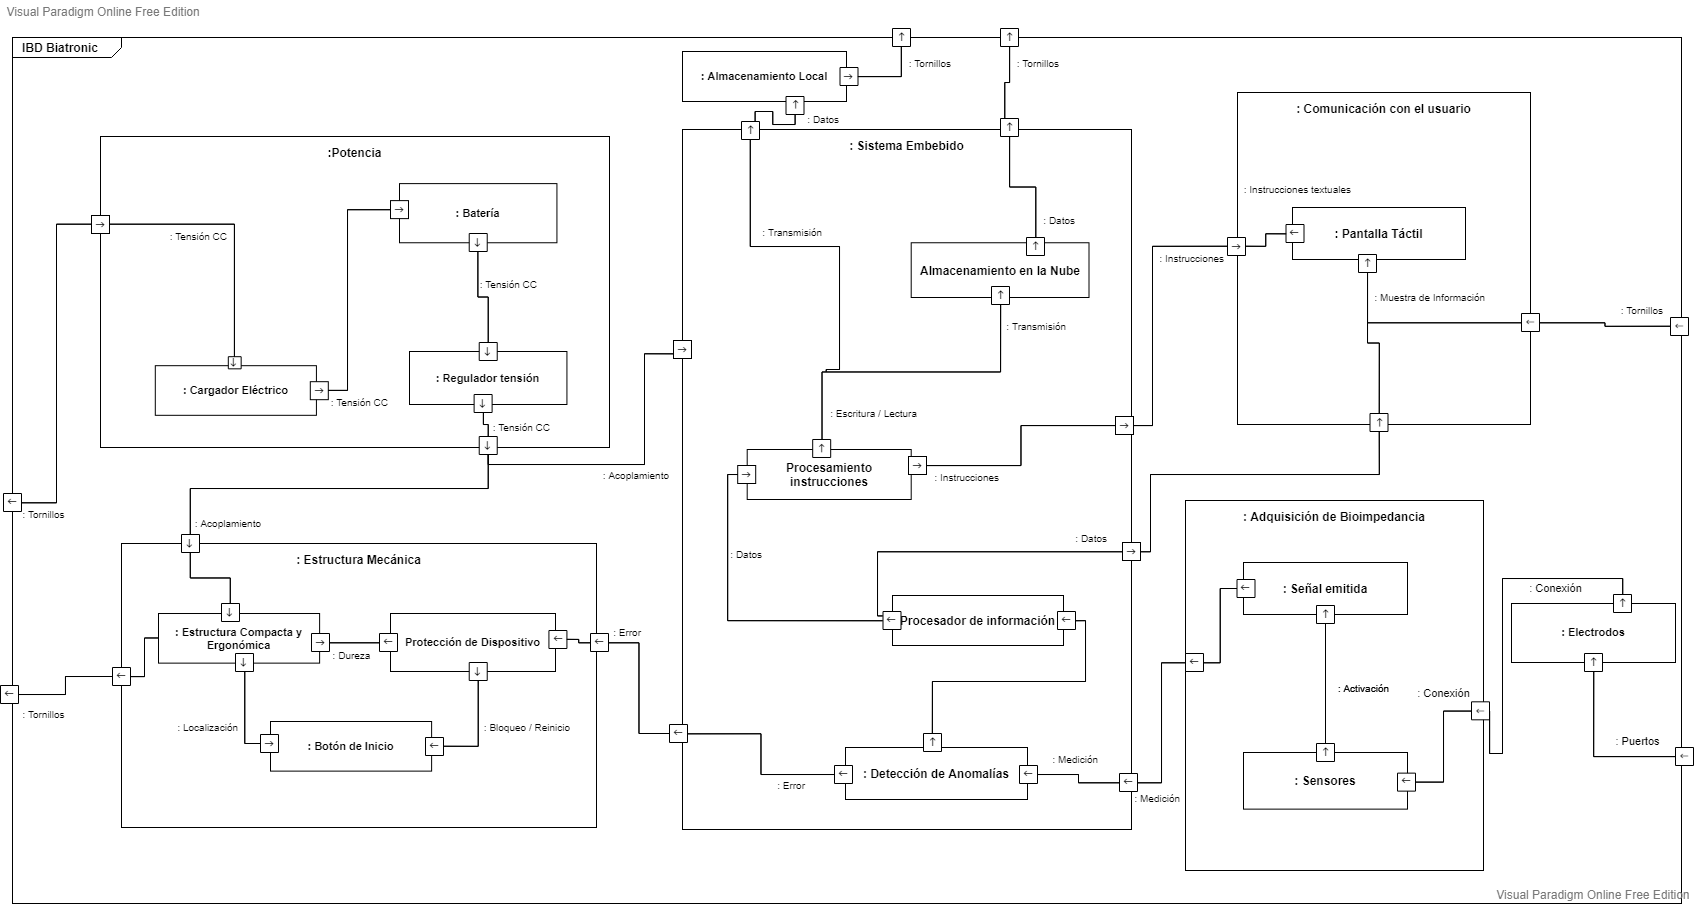 Visual Paradigm Online Free Edition
IBD Biatronic
: Almacenamiento Local
: Tornillos
: Tornillos
: Datos
: Comunicación con el usuario
:Potencia
: Sistema Embebido
: Instrucciones textuales
: Batería
: Tensión CC
: Transmisión
: Datos
: Pantalla Táctil
: Instrucciones
Almacenamiento en la Nube
: Tensión CC
: Muestra de Información
: Tornillos
: Transmisión
: Cargador Eléctrico
: Regulador tensión
: Tensión CC
: Tensión CC
: Escritura / Lectura
: Acoplamiento
Procesamiento
instrucciones
: Instrucciones
: Tornillos
: Acoplamiento
: Adquisición de Bioimpedancia
: Estructura Mecánica
: Datos
: Datos
: Señal emitida
: Conexión
: Estructura Compacta y
Ergonómica
Protección de Dispositivo
: Error
Procesador de información
: Electrodos
: Dureza
: Activación
: Conexión
: Tornillos
: Localización
: Bloqueo / Reinicio
: Botón de Inicio
: Puertos
: Medición
: Detección de Anomalías
: Sensores
: Error
: Medición
Visual Paradigm Online Free Edition